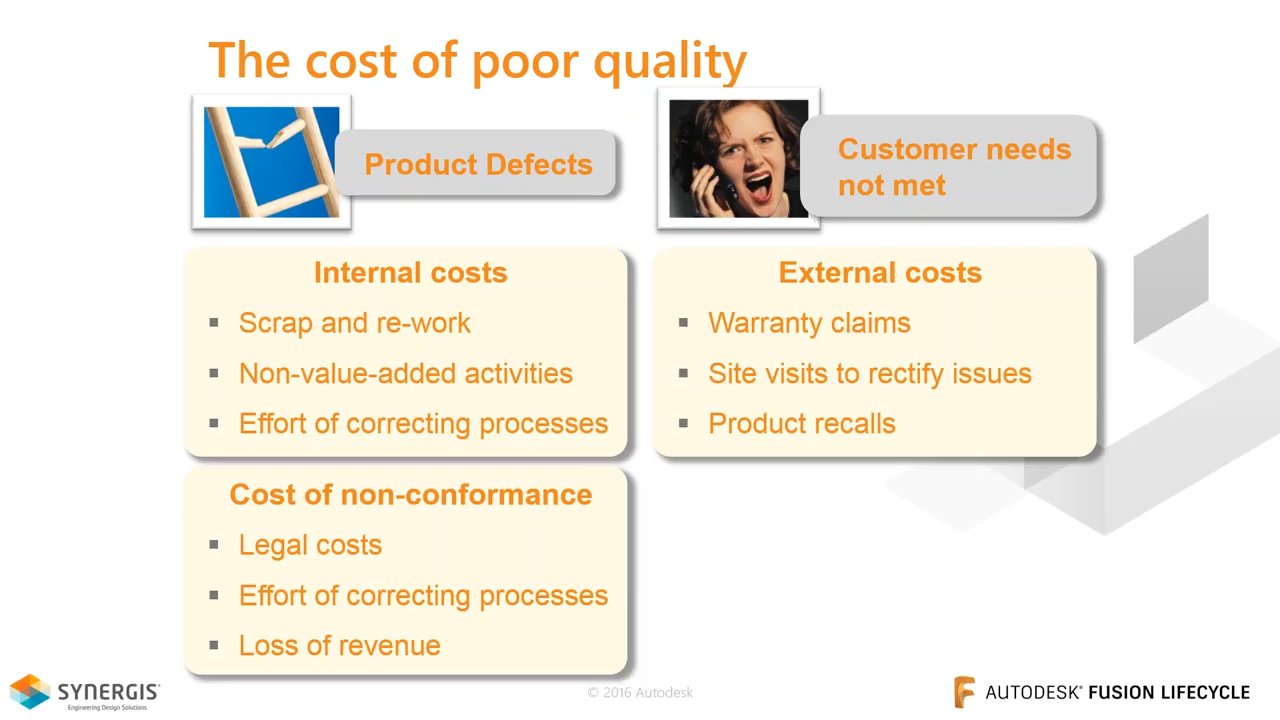 The cost of poor quality
Product Defects
Customer needs
not met
Internal costs
▪ Scrap and re-work
▪ Non-value-added activities
▪ Effort of correcting processes
External costs
▪ Warranty claims
▪ Site visits to rectify issues
▪ Product recalls
Cost of non-conformance
▪ Legal costs
▪ Effort of correcting processes
▪ Loss of revenue
SYNERGIS
Engineering Design Solutions
© 2016 Autodesk
AUTODESK® FUSION LIFECYCLE